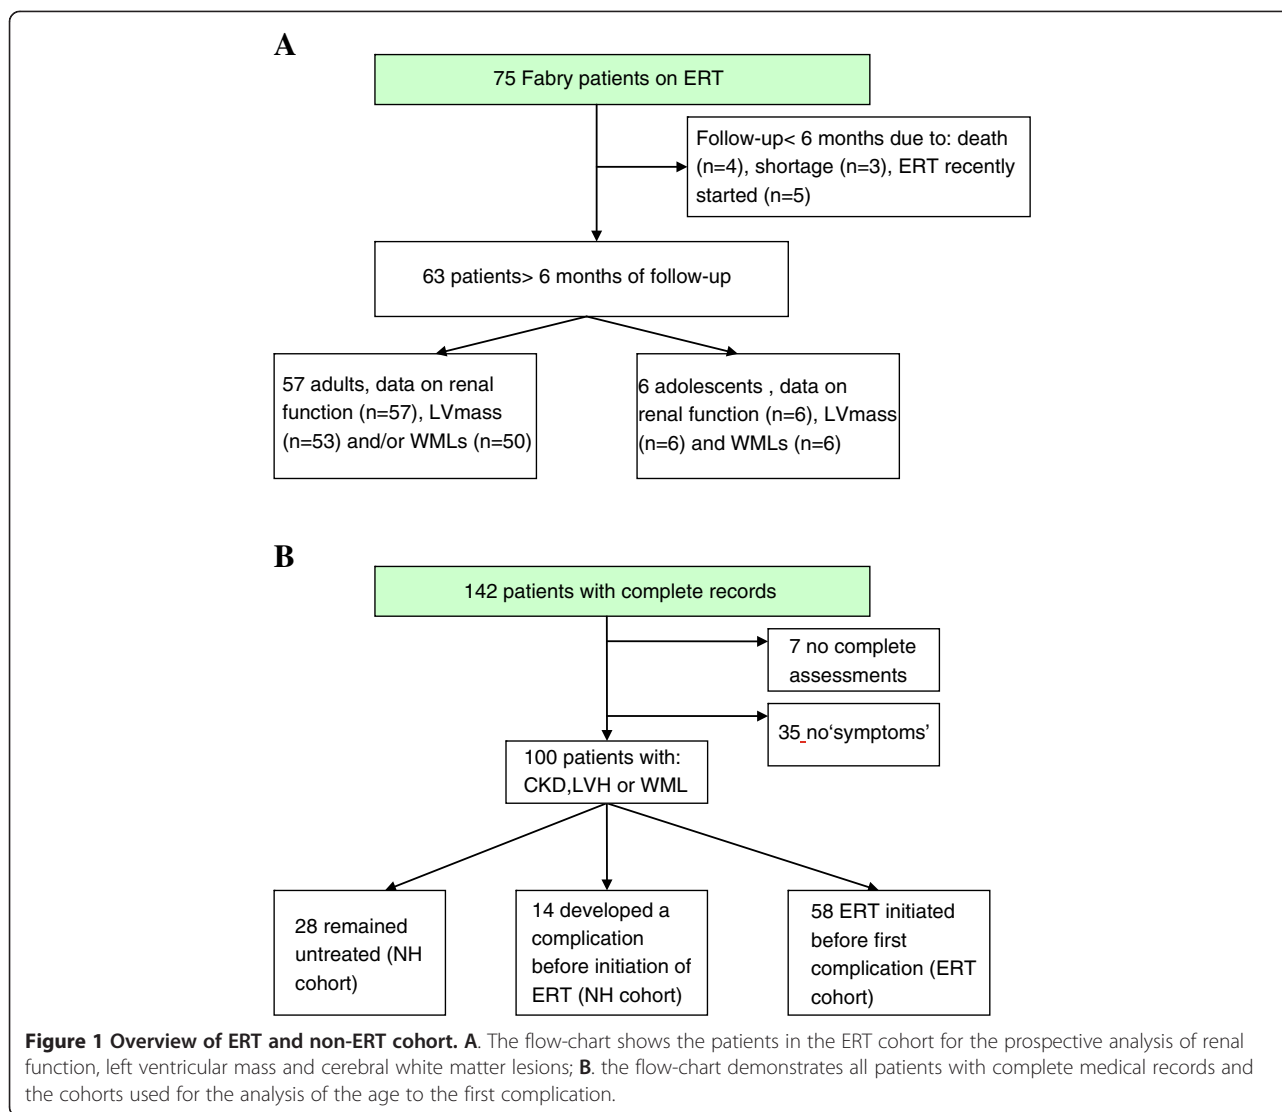 A
75 Fabry patients on ERT
Follow-up< 6 months due to: death
(n=4), shortage (n=3), ERT recently
started (n=5)
63 patients> 6 months of follow-up
57 adults, data on renal
function (n=57), LVmass
(n=53) and/or WMLs (n=50)
6 adolescents , data on
renal function (n=6), LVmass
(n=6) and WMLs (n=6)
B
142 patients with complete records
7 no complete
assessments
35 no‘symptoms’
100 patients with:
CKD,LVH or WML
28 remained
untreated (NH
cohort)
14 developed a
complication
before initiation of
ERT (NH cohort)
58 ERT initiated
before first
complication (ERT
cohort)
Figure 1 Overview of ERT and non-ERT cohort. A. The flow-chart shows the patients in the ERT cohort for the prospective analysis of renal
function, left ventricular mass and cerebral white matter lesions; B. the flow-chart demonstrates all patients with complete medical records and
the cohorts used for the analysis of the age to the first complication.